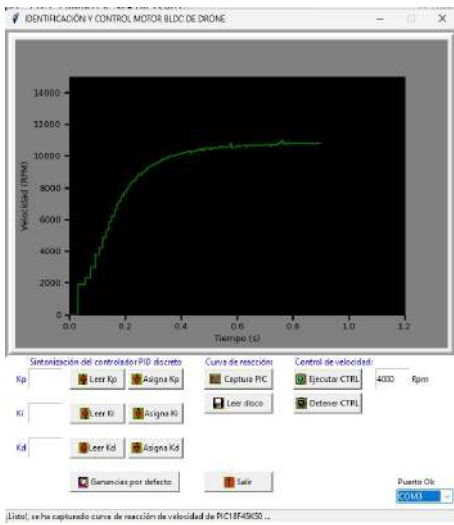 IDENTIFICACIÓN Y CONTROL MOTOR BLDC DE DRONE
14000
12000
10000
8000
6000
4000
2000
0
Velocidad (RPM)
0.0 0.2 0.4 0.6 0.8 1.0 1.2
Tiempo (s)
Sintonización del controlador PID discreto Curva de reacción: Control de velocidad:
Kp Leer Kp Asigna Kp Captura PIC Ejecutar CTRL 4000 Rpm
Ki Leer Ki Asigna Ki Leer disco Detener CTRL
Kd Leer Kd Asigna Kd
Ganancias por defecto Salir Puerto Ok
COM3
¡Listo!, se ha capturado curva de reacción de velocidad de PIC18F45K50 ...